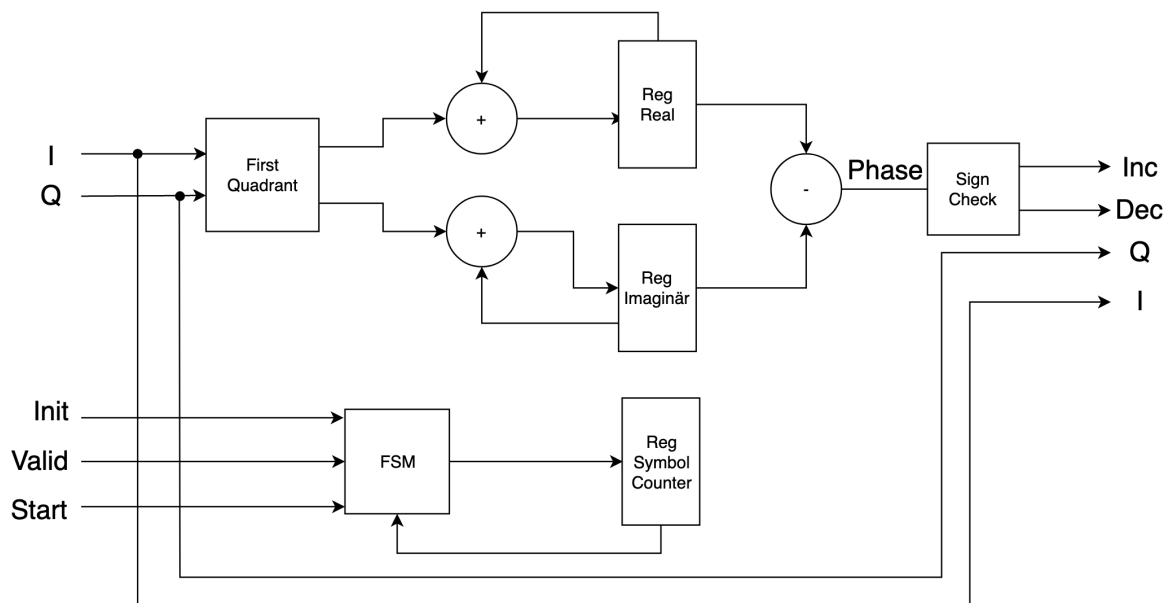 Reg
Real
+
I
First
Quadrant
Q
-
Phase
Sign
Check
Inc
Dec
Q
I
+
Reg
Imaginär
Init
Valid
Start
FSM
Reg
Symbol
Counter